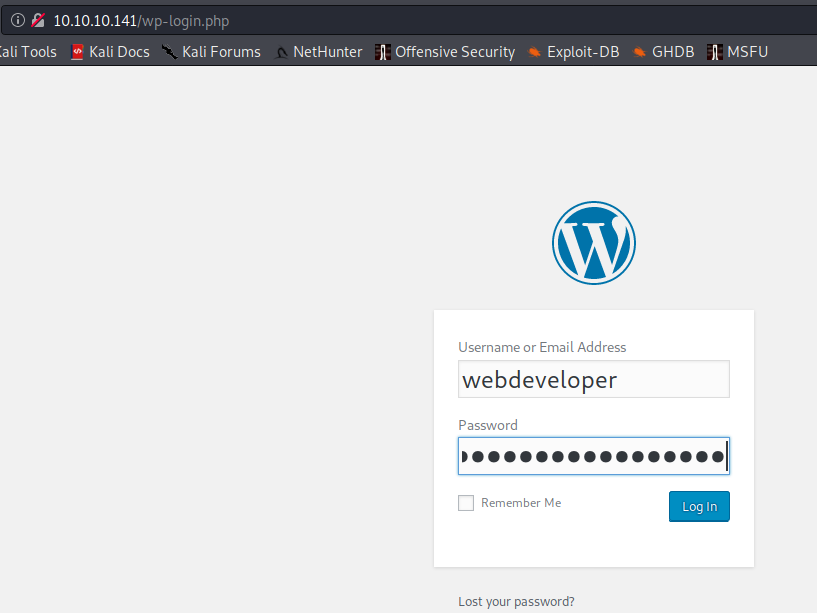 10.10.10.141/wp-login.php
Kali Tools Kali Docs Kali Forums NetHunter Offensive Security Exploit-DB GHDB MSFU
Username or Email Address
webdeveloper
Password
Remember Me
Log In
Lost your password?